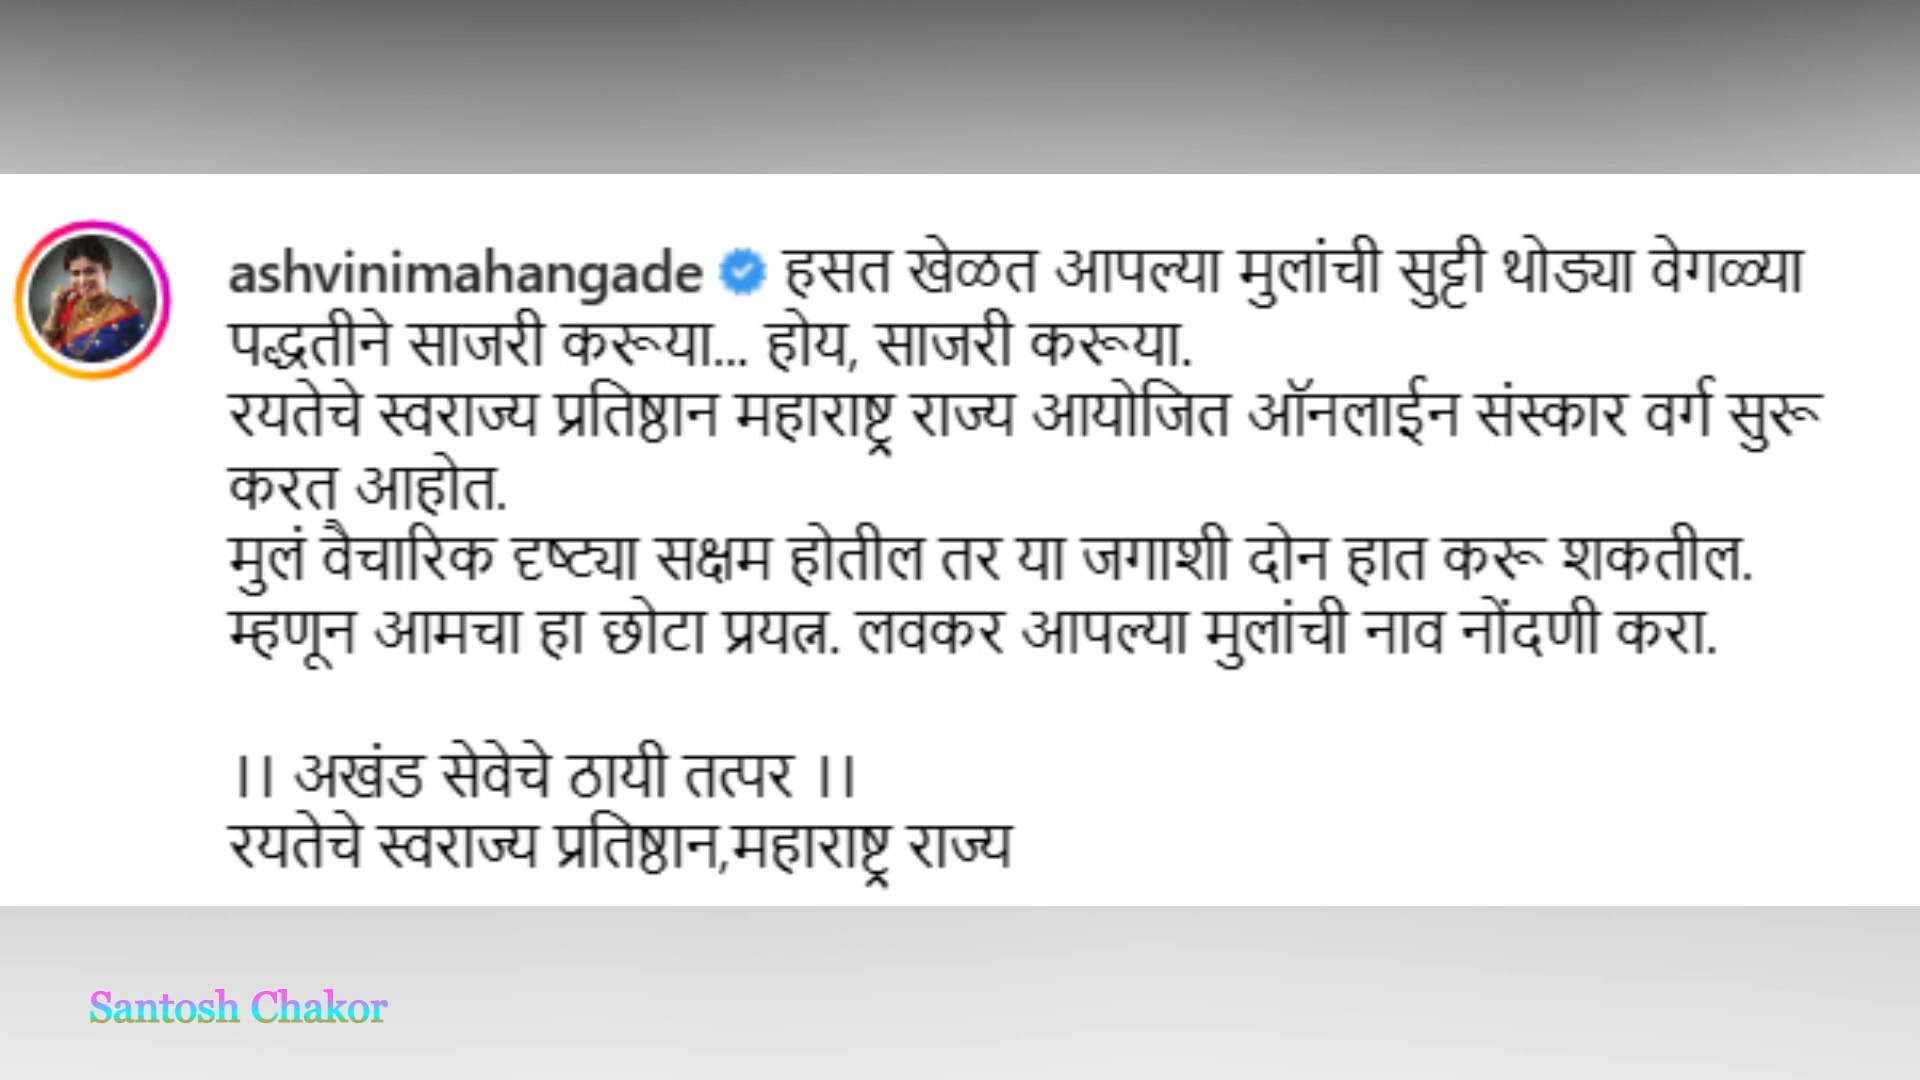 ashvinimahangade हसत खेळत आपल्या मुलांची सुट्टी थोड्या वेगळ्या
पद्धतीने साजरी करूया... होय, साजरी करूया.
रयतेचे स्वराज्य प्रतिष्ठान महाराष्ट्र राज्य आयोजित ऑनलाईन संस्कार वर्ग सुरू
करत आहोत.
मुलं वैचारिक दृष्ट्या सक्षम होतील तर या जगाशी दोन हात करू शकतील.
म्हणून आमचा हा छोटा प्रयत्न. लवकर आपल्या मुलांची नाव नोंदणी करा.
।। अखंड सेवेचे ठायी तत्पर ।।
रयतेचे स्वराज्य प्रतिष्ठान,महाराष्ट्र राज्य
Santosh Chakor